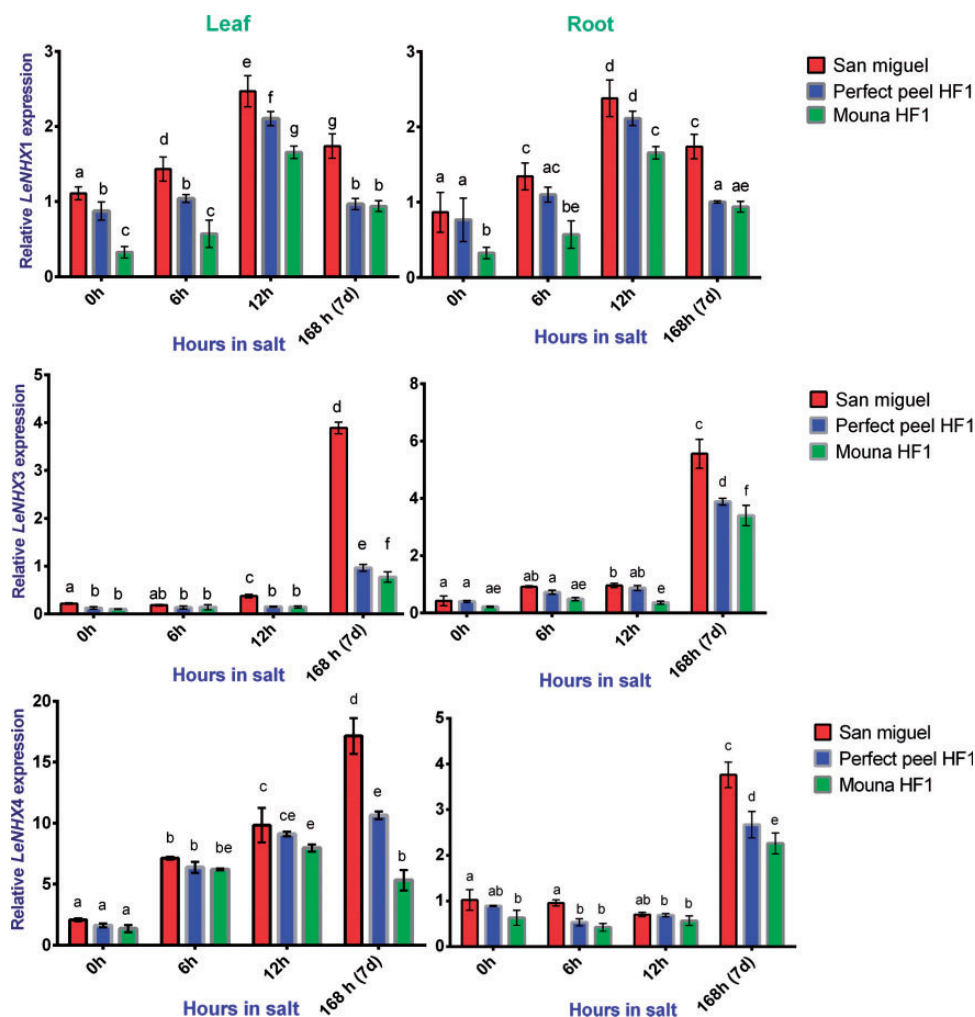 Leaf
Root
Relative LeNHX1 expression
3
2
1
0
a b c
d b c
e f g
g b b
0h
6h
12h
168 h (7d)
Hours in salt
3
2
1
0
a a b
c ac be
d d c
c a ae
0h
6h
12h
168 h (7d)
Hours in salt
San miguel
Perfect peel HF1
Mouna HF1
Relative LeNHX3 expression
5
4
3
2
1
0
a b b
ab b b
c b b
d e f
0h
6h
12h
168 h (7d)
Hours in salt
8
6
4
2
0
a a ae
ab a ae
b ab e
c d f
0h
6h
12h
168h (7d)
Hours in salt
San miguel
Perfect peel HF1
Mouna HF1
Relative LeNHX4 expression
20
15
10
5
0
a a a
b b be
c ce e
d e b
0h
6h
12h
168 h (7d)
Hours in salt
5
4
3
2
1
0
a ab b
a b b
ab b b
c d e
0h
6h
12h
168h (7d)
Hours in salt
San miguel
Perfect peel HF1
Mouna HF1